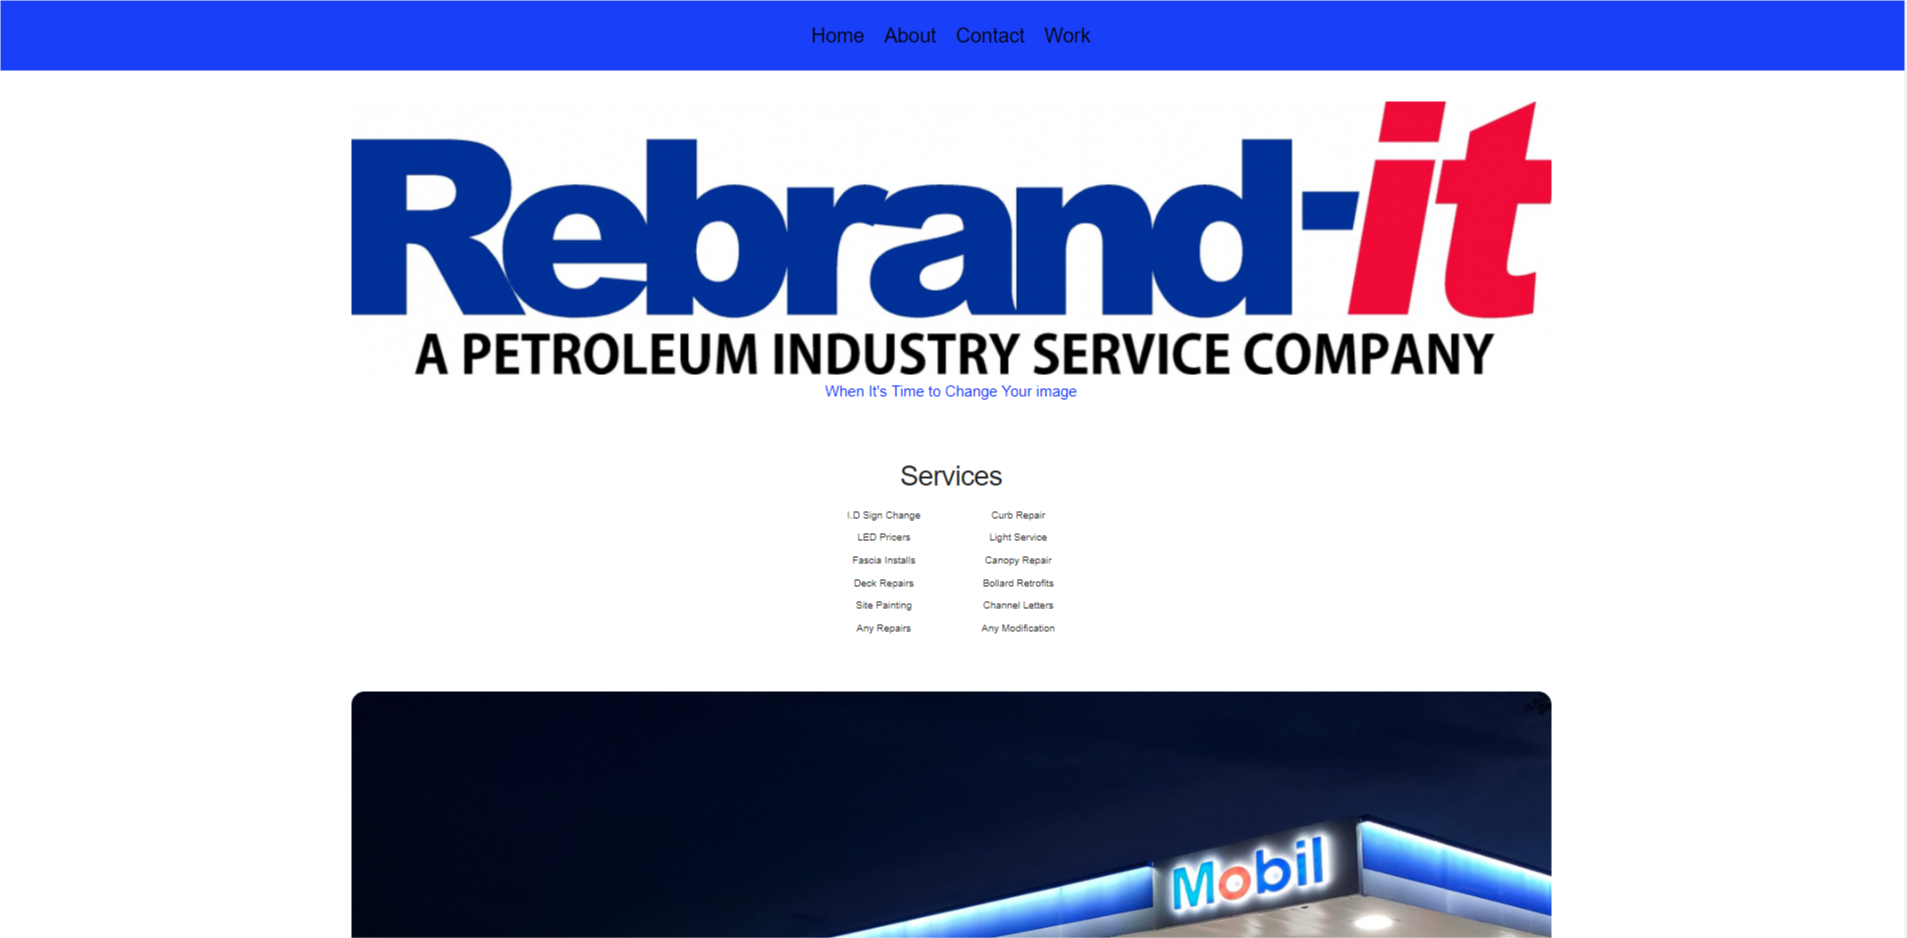 Home About Contact Work
Rebrand-it
A PETROLEUM INDUSTRY SERVICE COMPANY
When It's Time to Change Your image
Services
I.D Sign Change Curb Repair
LED Pricers Light Service
Fascia Installs Canopy Repair
Deck Repairs Bollard Retrofits
Site Painting Channel Letters
Any Repairs Any Modification
Mobil